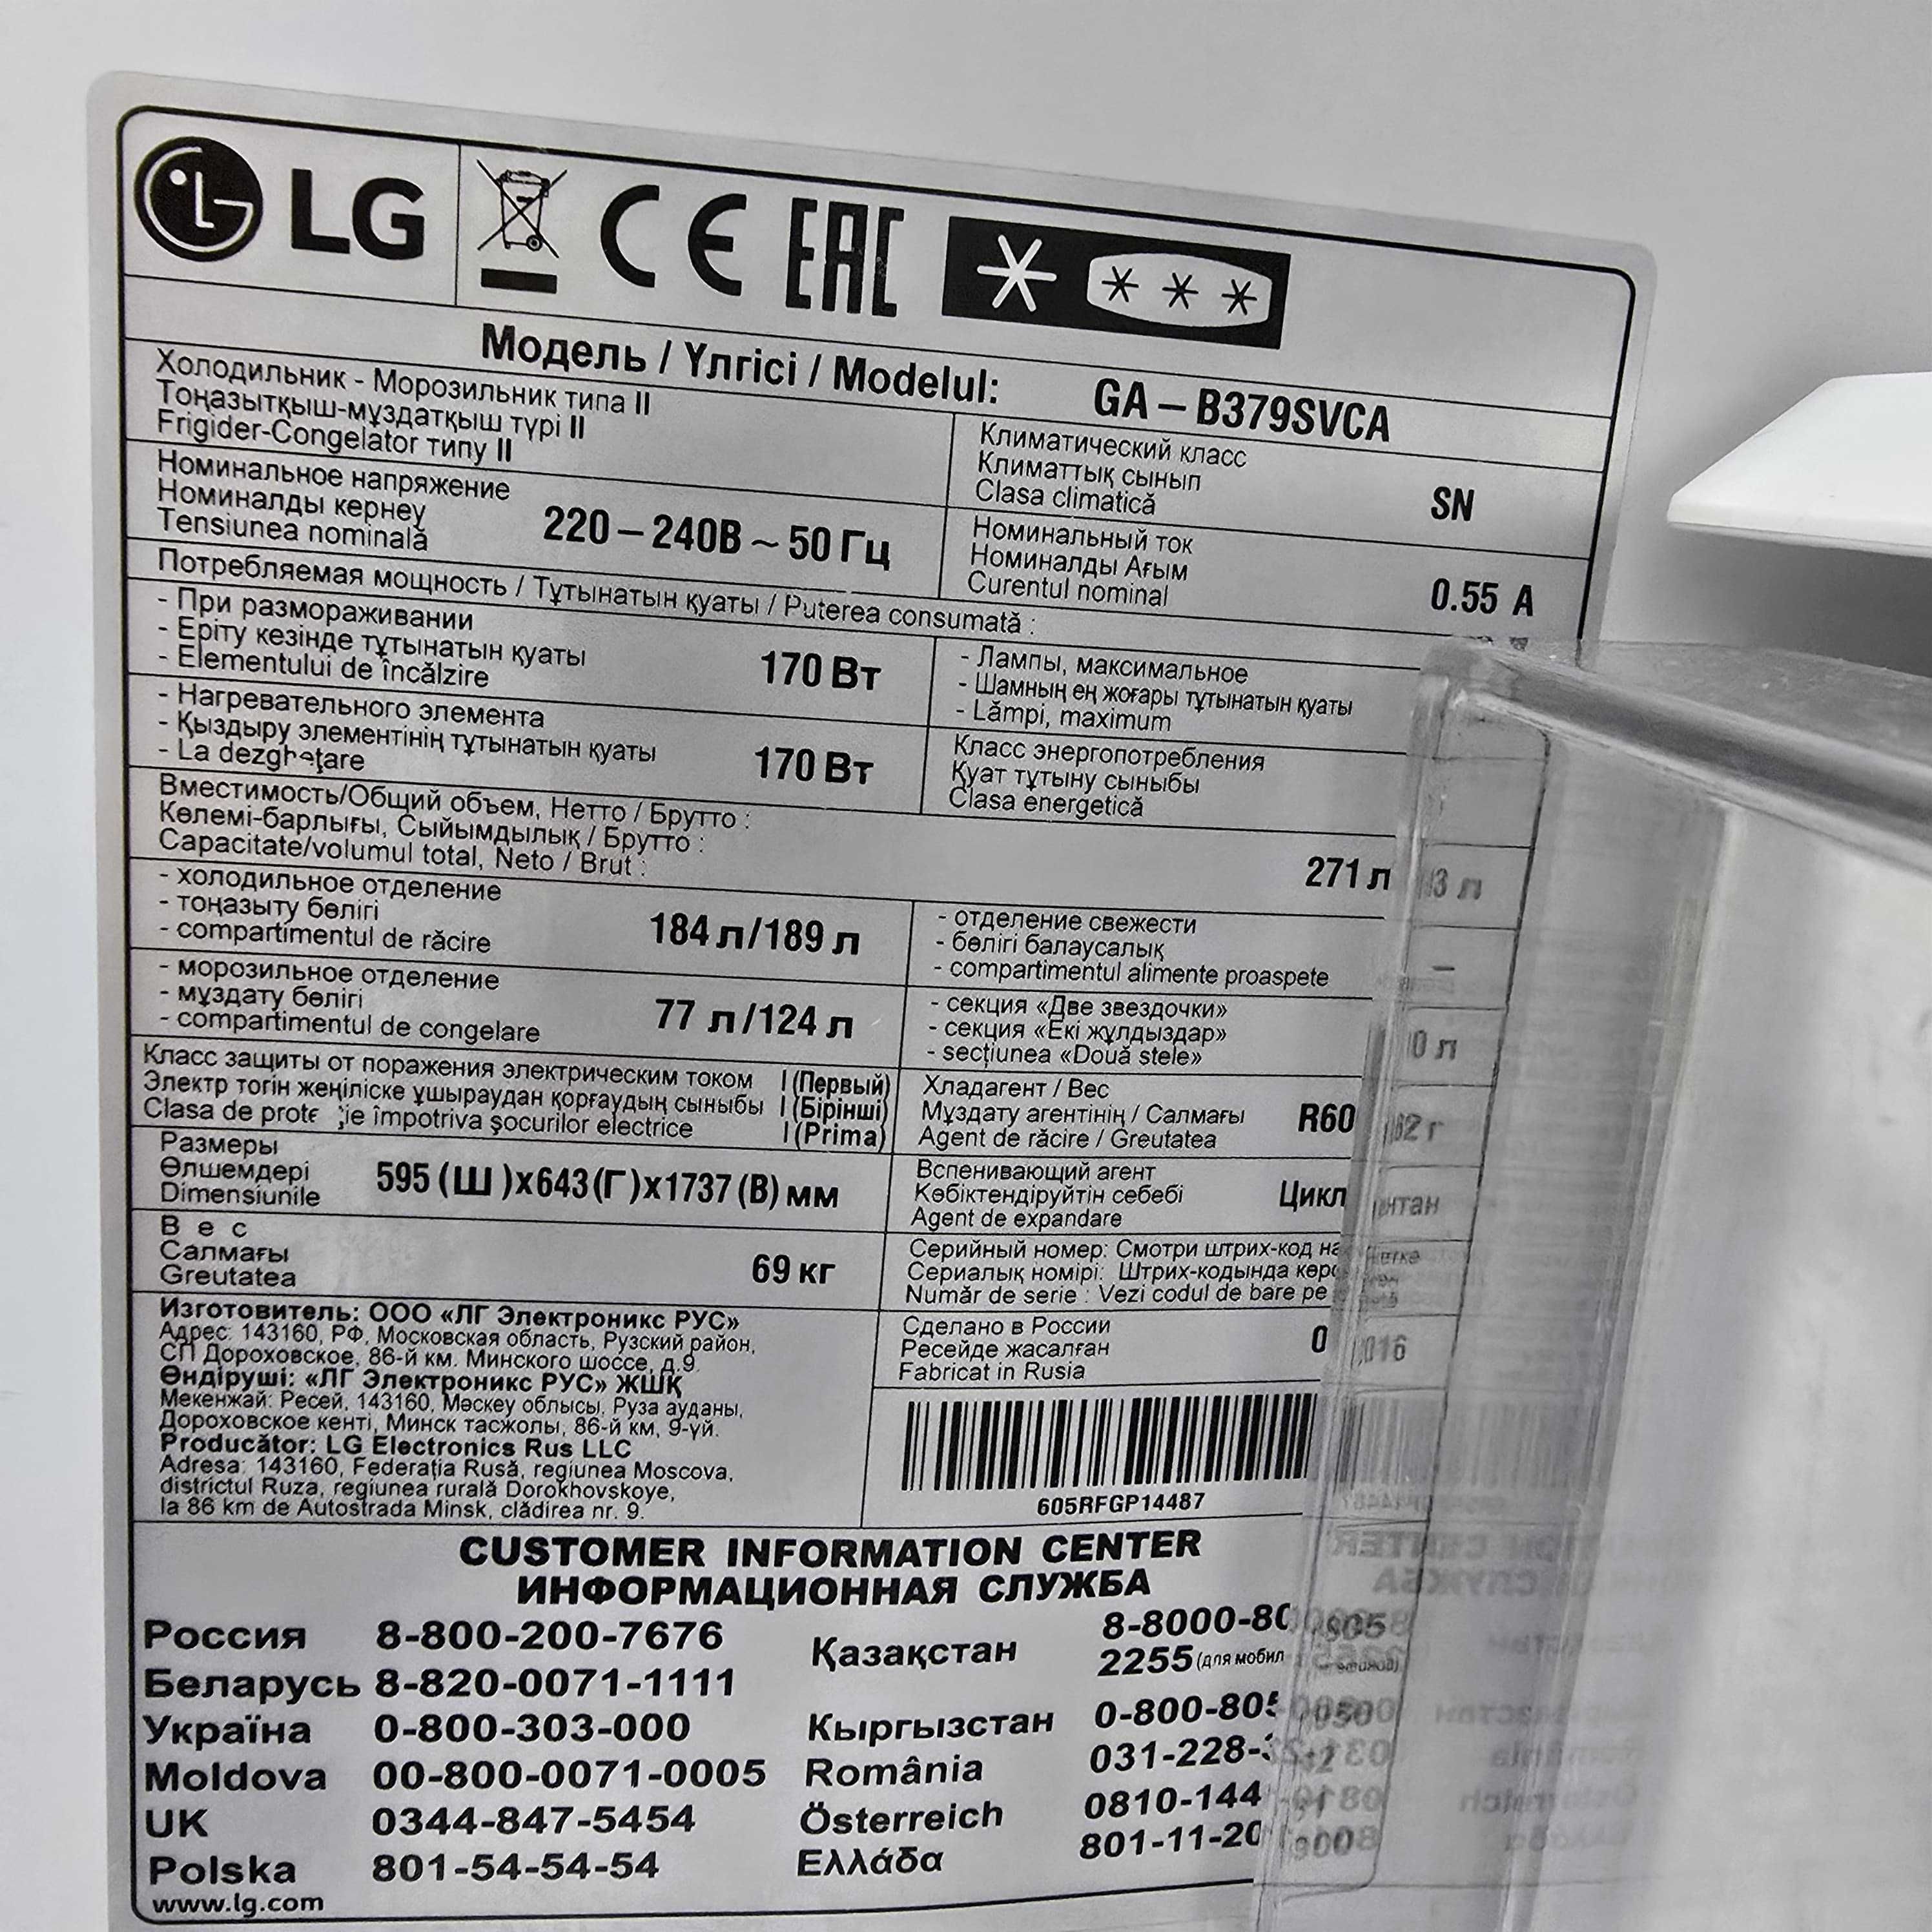 LG CE EAC
Модель / Үлгісі / Modelul: GA – B379SVCA
Холодильник - Морозильник типа II
Тоңазытқыш-мұздатқыш түрі II
Frigider-Congelator типу II
Климатический класс
Климаттық сынып
Clasa climatică
SN
Номинальное напряжение
Номиналды кернеу
Tensiunea nominală
220 – 240В ~ 50 Гц
Номинальный ток
Номиналды Ағым
Curentul nominal
0.55 A
Потребляемая мощность / Тұтынатын қуаты / Puterea consumată :
- При размораживании
- Еріту кезінде тұтынатын қуаты
- Elementului de încălzire
170 Вт
- Лампы, максимальное
- Шамның ең жоғары тұтынатын қуаты
- Lămpi, maximum
- Нагревательного элемента
- Қыздыру элементінің тұтынатын қуаты
- La dezghețare
170 Вт
Класс энергопотребления
Қуат тұтыну сыныбы
Clasa energetică
Вместимость/Общий объем, Нетто / Брутто :
Көлемі-барлығы, Сыйымдылық / Брутто :
Capacitate/volumul total, Neto / Brut :
271 л
- холодильное отделение
- тоңазыту бөлігі
- compartimentul de răcire
184 л/189 л
- отделение свежести
- бөлігі балаусалық
- compartimentul alimente proaspete
–
- морозильное отделение
- мұздату бөлігі
- compartimentul de congelare
77 л/124 л
- секция «Две звездочки»
- секция «Екі жұлдыздар»
- secțiunea «Două stele»
0 л
Класс защиты от поражения электрическим током I (Первый)
Электр тогін жеңіліске ұшыраудан қорғаудың сыныбы I (Бірінші)
Clasa de împotriva şocurilor electrice I (Prima)
Хладагент / Вес
Мұздату агентінің / Салмағы
Agent de răcire / Greutatea
Размеры
Өлшемдері
Dimensiunile
595 (Ш )x643(Г)x1737 (В) мм
Вспенивающий агент
Көбіктендіруйтін себебі
Agent de expandare
В е с
Салмағы
Greutatea
69 кг
Серийный номер: Смотри штрих-код
Сериалық номірі: Штрих-кодында
Număr de serie : Vezi codul de bare pe
Изготовитель: ООО «ЛГ Электроникс РУС»
Адрес: 143160, РФ, Московская область, Рузский район,
СП Дороховское, 86-й км. Минского шоссе, д.9.
Өндіруші: «ЛГ Электроникс РУС» ЖШҚ
Мекенжай: Ресей, 143160, Мәскеу облысы, Руза ауданы,
Дороховское кенті, Минск тасжолы, 86-й км, 9-үй.
Producător: LG Electronics Rus LLC
Adresa: 143160, Federația Rusă, regiunea Moscova,
districtul Ruza, regiunea rurală Dorokhovskoye,
la 86 km de Autostrada Minsk, clădirea nr. 9.
Сделано в России
Ресейде жасалған
Fabricat in Rusia
605RFGP14487
CUSTOMER INFORMATION CENTER
ИНФОРМАЦИОННАЯ СЛУЖБА
Россия 8-800-200-7676
Беларусь 8-820-0071-1111
Україна 0-800-303-000
Moldova 00-800-0071-0005
UK 0344-847-5454
Polska 801-54-54-54
www.lg.com
Қазақстан
2255 (для
Кыргызстан
România
Österreich
Ελλάδα